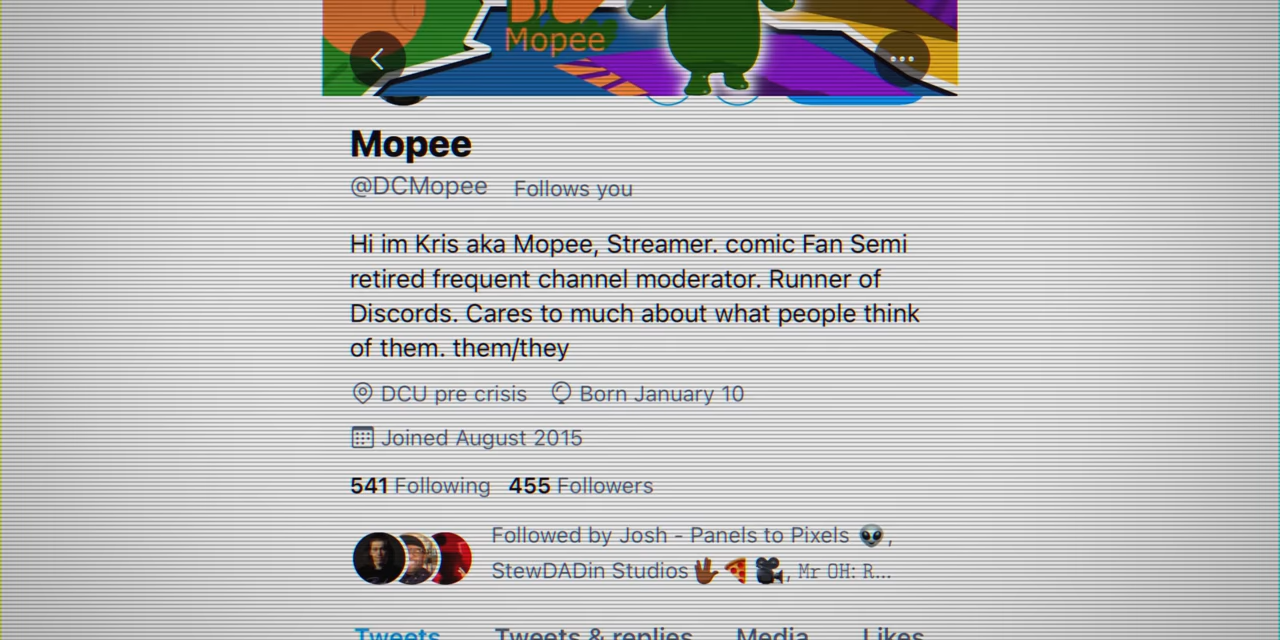 Mopee
Mopee
@DCMopee Follows you
Hi im Kris aka Mopee, Streamer. comic Fan Semi
retired frequent channel moderator. Runner of
Discords. Cares to much about what people think
of them. them/they
DCU pre crisis Born January 10
Joined August 2015
541 Following 455 Followers
Followed by Josh - Panels to Pixels 👽,
StewDADin Studios🖖🏾🍕🎥, Mr OH: R...
Tweets Tweets & replies Media Likes